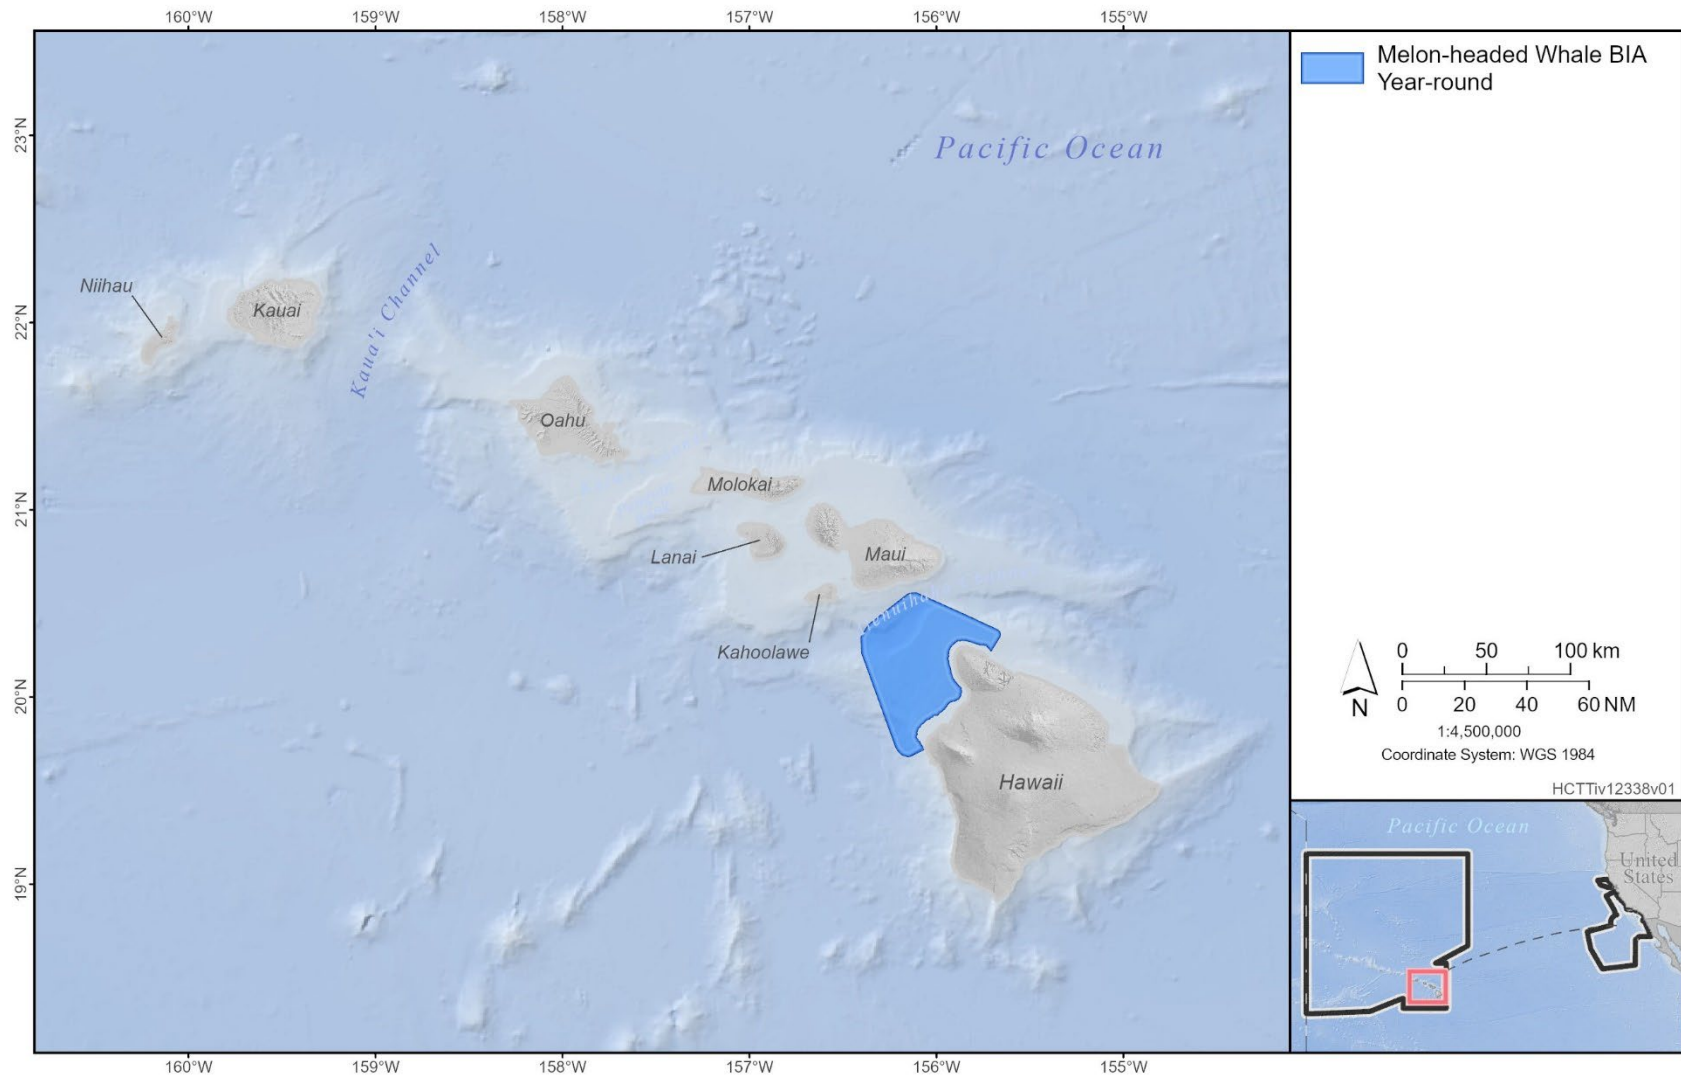 160°W 159°W 158°W 157°W 156°W 155°W
Melon-headed Whale BIA
Year-round
23°N
Pacific Ocean
Niihau
Kauai
Kaua'i Channel
22°N
Oahu
Molokai
21°N
Lanai
Maui
Kahoolawe
20°N
Hawaii
19°N
0 50 100 km
N
0 20 40 60 NM
1:4,500,000
Coordinate System: WGS 1984
HCTTiv12338v01
Pacific Ocean
United
States
160°W 159°W 158°W 157°W 156°W 155°W